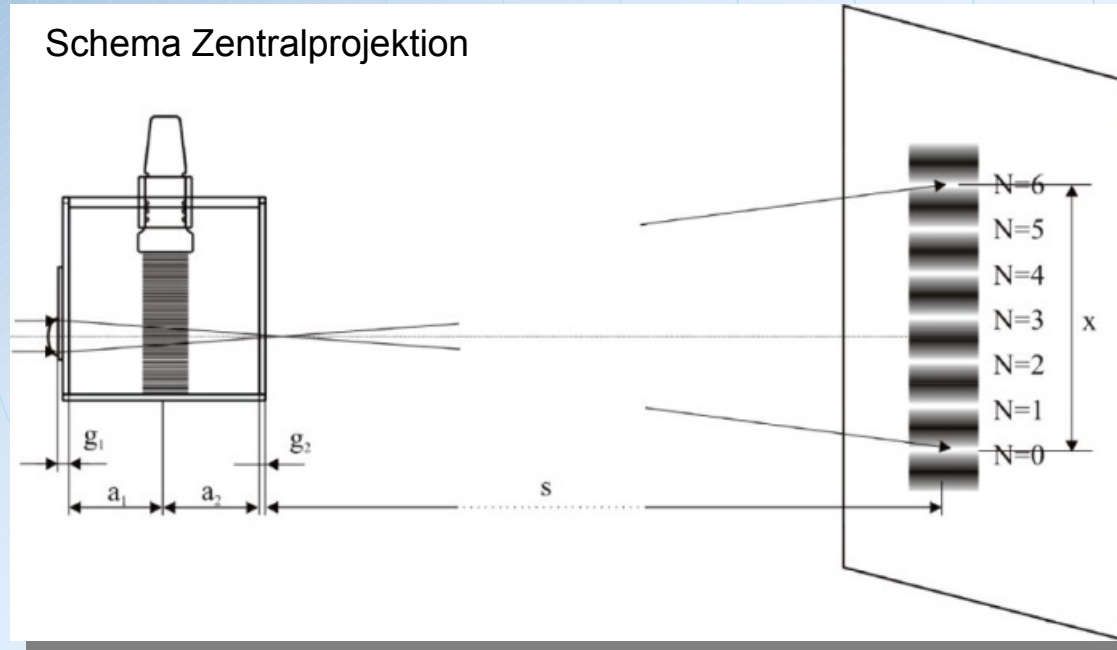 Schema Zentralprojektion
N=6
N=5
N=4
N=3
x
N=2
N=1
N=0
g₁
g₂
a₁
a₂
s